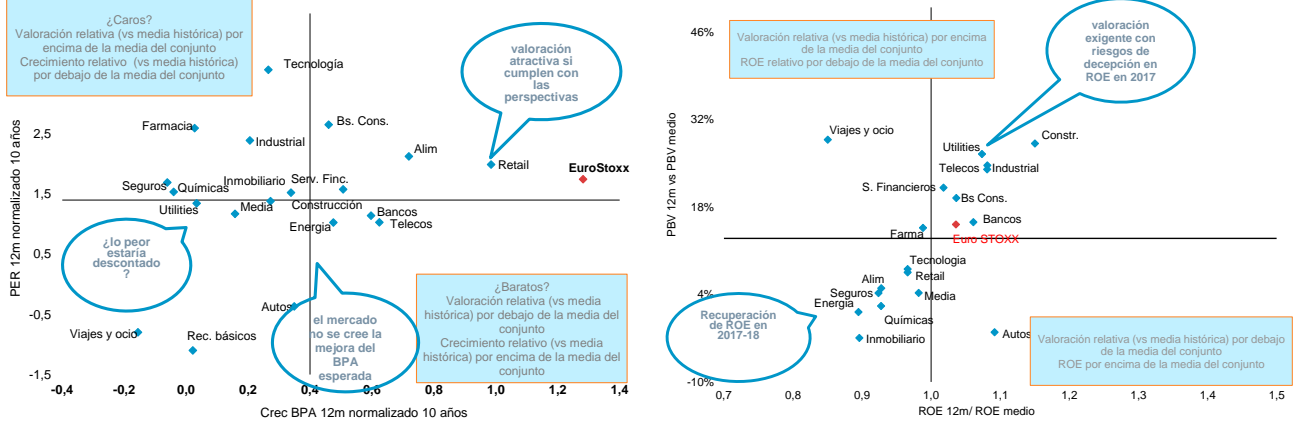 ¿Caros?
Valoración relativa (vs media histórica) por
encima de la media del conjunto
Crecimiento relativo (vs media histórica)
por debajo de la media del conjunto
Tecnología
valoración
atractiva si
cumplen con
las
perspectivas
Farmacia
Industrial
Bs. Cons.
Alim
Retail
EuroStoxx
Seguros
Químicas
Inmobiliario
Serv. Finc.
Utilities
Media
Construcción
Energia
Bancos
Telecos
¿lo peor
estaría
descontado
?
Autos
Viajes y ocio
Rec. básicos
el mercado
no se cree la
mejora del
BPA
esperada
¿Baratos?
Valoración relativa (vs media
histórica) por debajo de la media del
conjunto
Crecimiento relativo (vs media
histórica) por encima de la media del
conjunto
2,5
1,5
0,5
-0,5
-1,5
-0,4
-0,2
0,0
0,2
0,4
0,6
0,8
1,0
1,2
1,4
PER 12m normalizado 10 años
Crec BPA 12m normalizado 10 años
Valoración relativa (vs media histórica) por encima
de la media del conjunto
ROE relativo por debajo de la media del conjunto
valoración
exigente con
riesgos de
decepción en
ROE en 2017
Viajes y ocio
Constr.
Utilities
Telecos
Industrial
S. Financieros
Bs Cons.
Bancos
Farma
Euro STOXX
Tecnologia
Retail
Alim
Seguros
Media
Energia
Químicas
Inmobiliario
Autos
Recuperación
de ROE en
2017-18
Valoración relativa (vs media histórica) por debajo
de la media del conjunto
ROE por encima de la media del conjunto
46%
32%
18%
4%
-10%
0,7
0,8
0,9
1,0
1,1
1,2
1,3
1,4
1,5
PBV 12m vs PBV medio
ROE 12m/ ROE medio